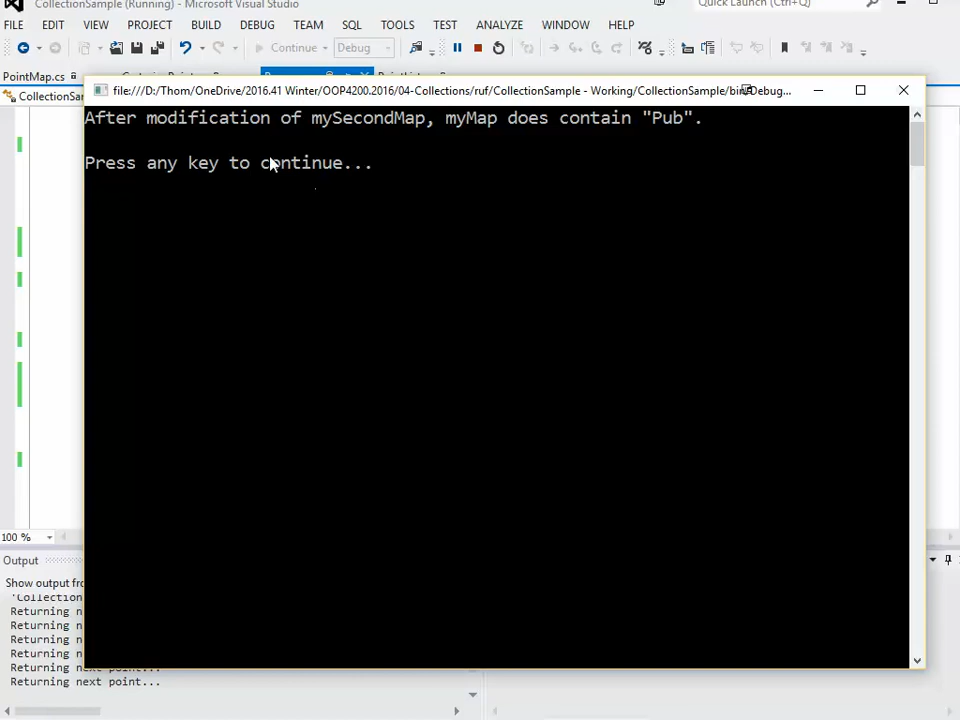 CollectionSample (Running) - Microsoft Visual Studio
Quick Launch (Ctrl+Q)
FILE EDIT VIEW PROJECT BUILD DEBUG TEAM SQL TOOLS TEST ANALYZE WINDOW HELP
Continue Debug
PointMap.cs
CollectionSam
file:///D:/Thom/OneDrive/2016.41 Winter/OOP4200.2016/04-Collections/ruf/CollectionSample - Working/CollectionSample/bin/Debug...
After modification of mySecondMap, myMap does contain "Pub".
Press any key to continue...
100 %
Output
Show output fro
'Collection
Returning n
Returning n
Returning n
Returning n
Returning next point...
Returning next point...